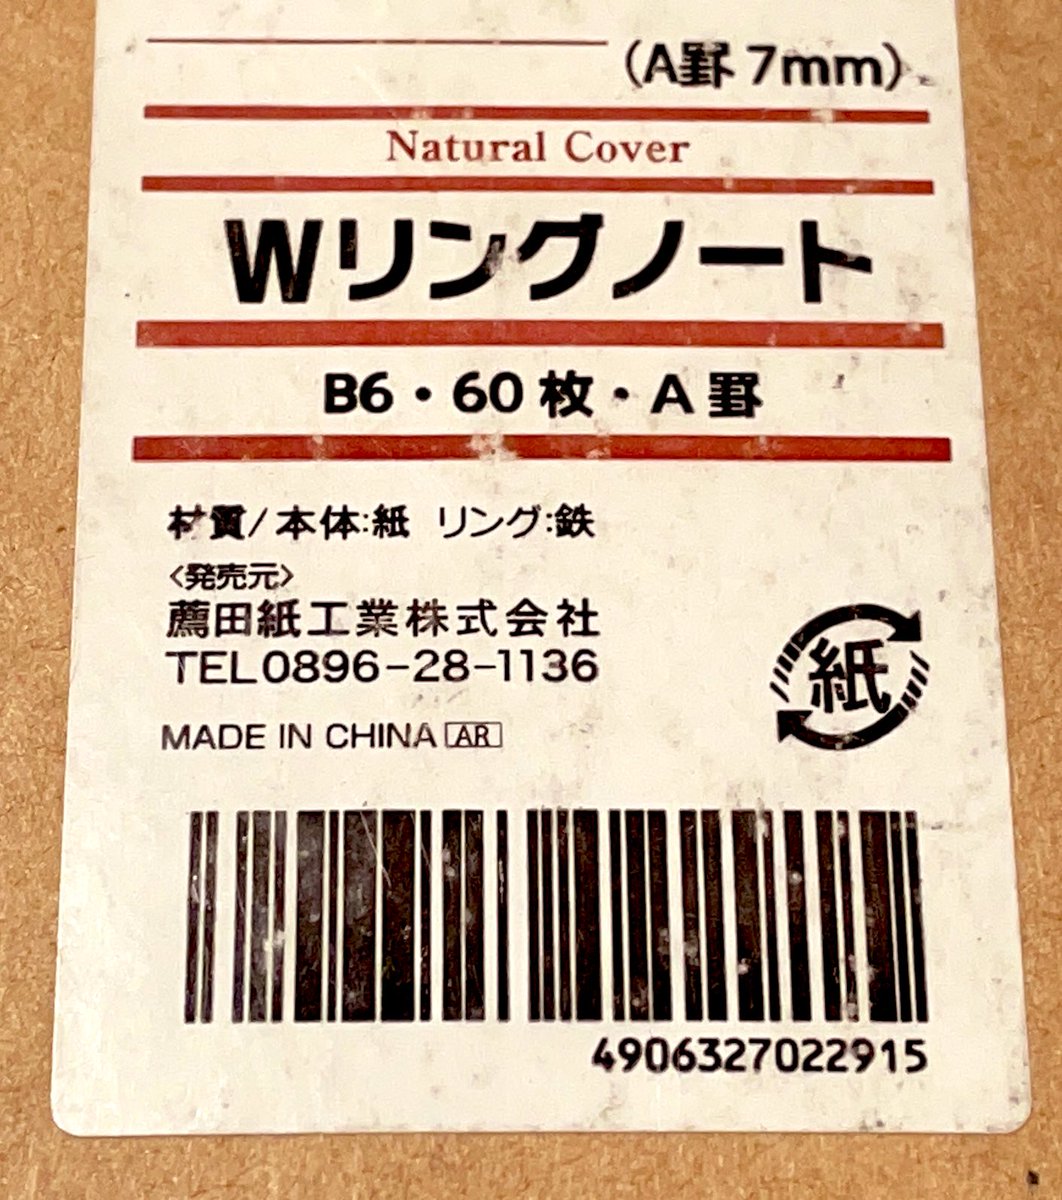 (A罫 7mm)
Natural Cover
Wリングノート
B6・60枚・A罫
材質/本体:紙 リング:鉄
<発売元>
薦田紙工業株式会社
TEL0896-28-1136
紙
MADE IN CHINA AR
4906327022915